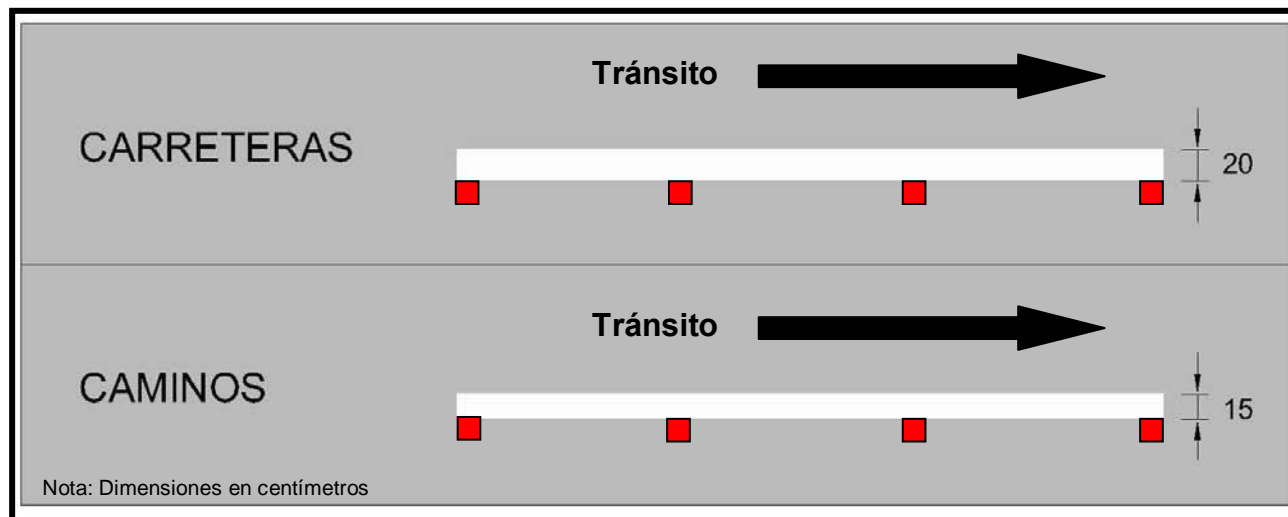 Tránsito
CARRETERAS
20
Tránsito
CAMINOS
15
Nota: Dimensiones en centímetros